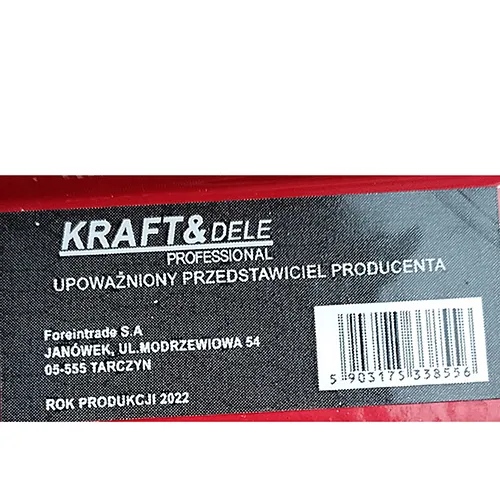 KRAFT&DELE
PROFESSIONAL
UPOWAŻNIONY PRZEDSTAWICIEL PRODUCENTA
Foreintrade S.A
JANÓWEK, UL.MODRZEWIOWA 54
05-555 TARCZYN
ROK PRODUKCJI 2022
5 903175 338556